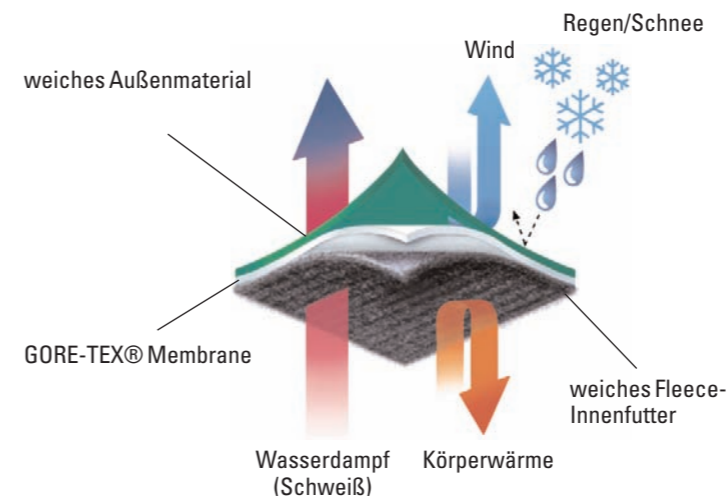 Regen/Schnee
Wind
weiches Außenmaterial
GORE-TEX® Membrane
weiches Fleece-
Innenfutter
Wasserdampf
(Schweiß)
Körperwärme